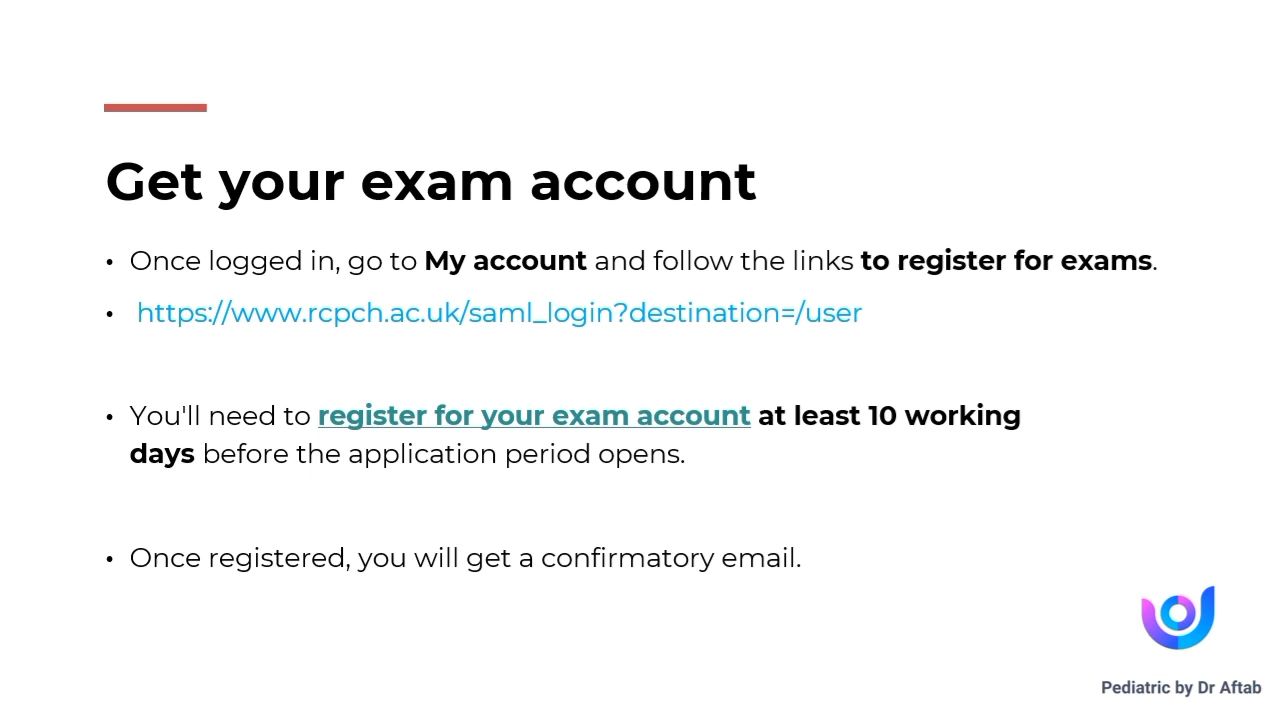 Get your exam account
• Once logged in, go to My account and follow the links to register for exams.
• https://www.rcpch.ac.uk/saml_login?destination=/user
• You'll need to register for your exam account at least 10 working
days before the application period opens.
• Once registered, you will get a confirmatory email.
Pediatric by Dr Aftab